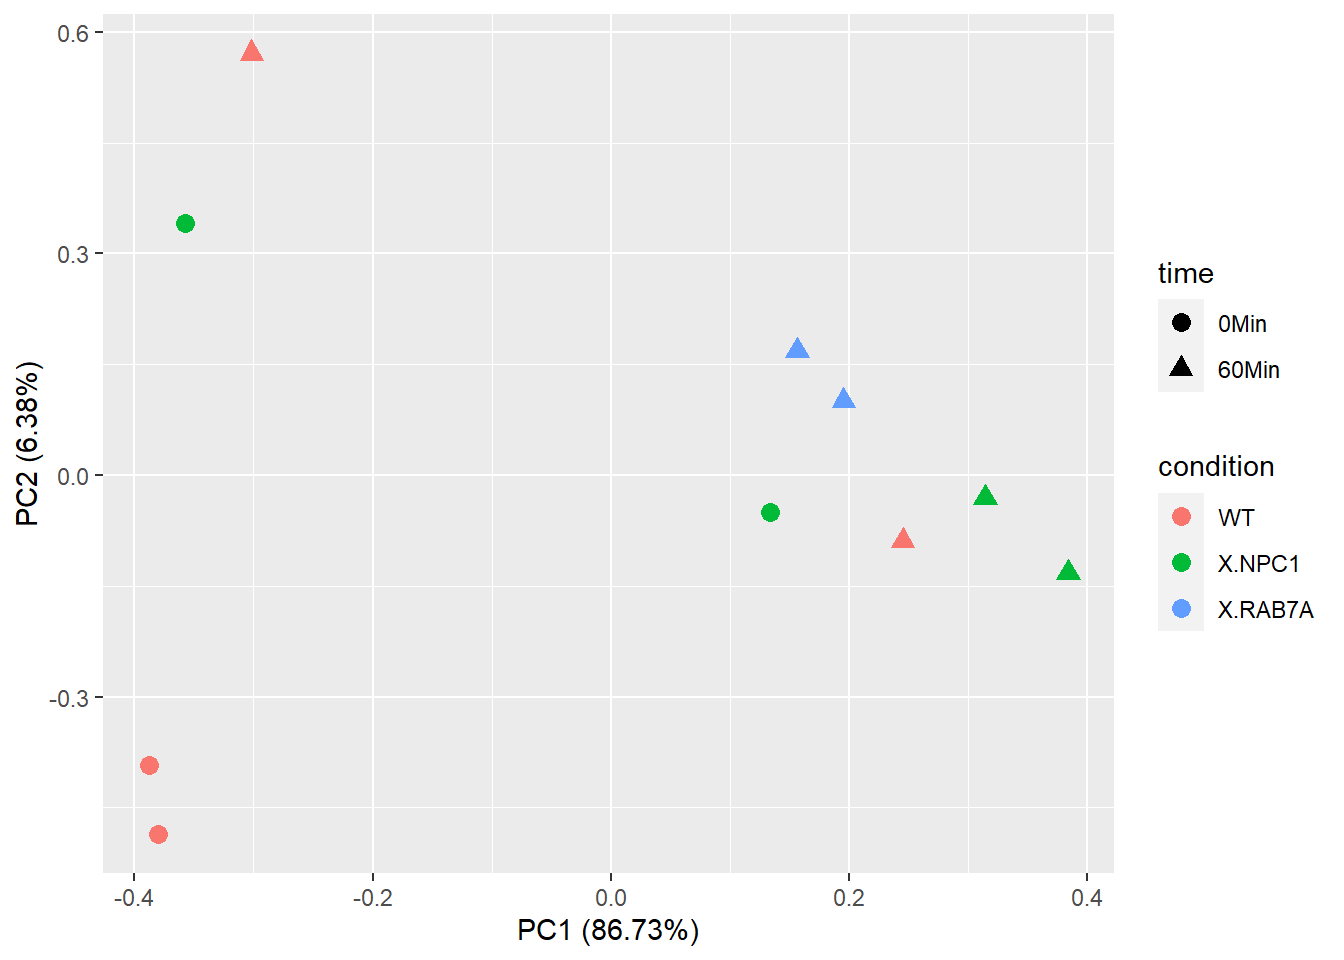 0.6
0.3
0.0
-0.3
PC2 (6.38%)
-0.4
-0.2
0.0
0.2
0.4
PC1 (86.73%)
time
0Min
60Min
condition
WT
X.NPC1
X.RAB7A